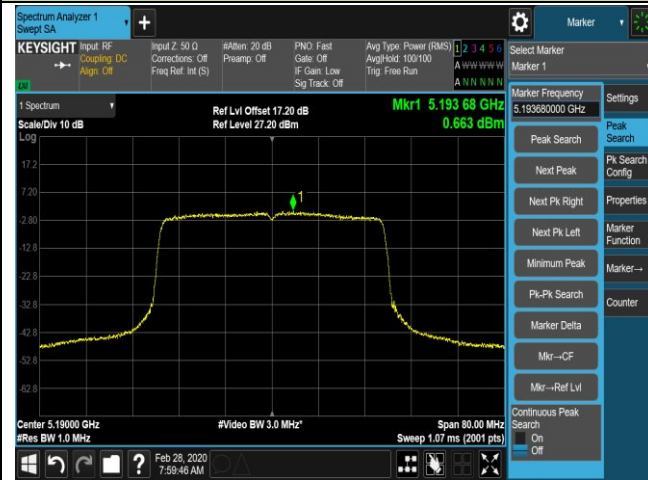 Spectrum Analyzer 1
Swept SA
+
Marker
KEYSIGHT
Input: RF
Coupling: DC
Align: Off
Input Z: 50 Ω
Corrections: Off
Freq Ref: Int (S)
#Atten: 20 dB
Preamp: Off
PNO: Fast
Gate: Off
IF Gain: Low
Sig Track: Off
Avg Type: Power (RMS)
Avg|Hold: 100/100
Trig: Free Run
1 2 3 4 5 6
A W W W W W
A N N N N N
Select Marker
Marker 1
1 Spectrum
Scale/Div 10 dB
Log
Ref Lvl Offset 17.20 dB
Ref Level 27.20 dBm
Mkr1 5.193 68 GHz
0.663 dBm
17.2
7.20
-2.80
-12.8
-22.8
-32.8
-42.8
-52.8
-62.8
1
Center 5.19000 GHz
#Res BW 1.0 MHz
#Video BW 3.0 MHz*
Span 80.00 MHz
Sweep 1.07 ms (2001 pts)
Marker Frequency
5.193680000 GHz
Peak Search
Next Peak
Next Pk Right
Next Pk Left
Minimum Peak
Pk-Pk Search
Marker Delta
Mkr→CF
Mkr→Ref Lvl
Continuous Peak
Search
On
Off
Settings
Peak
Search
Pk Search
Config
Properties
Marker
Function
Marker→
Counter
?
Feb 28, 2020
7:59:46 AM